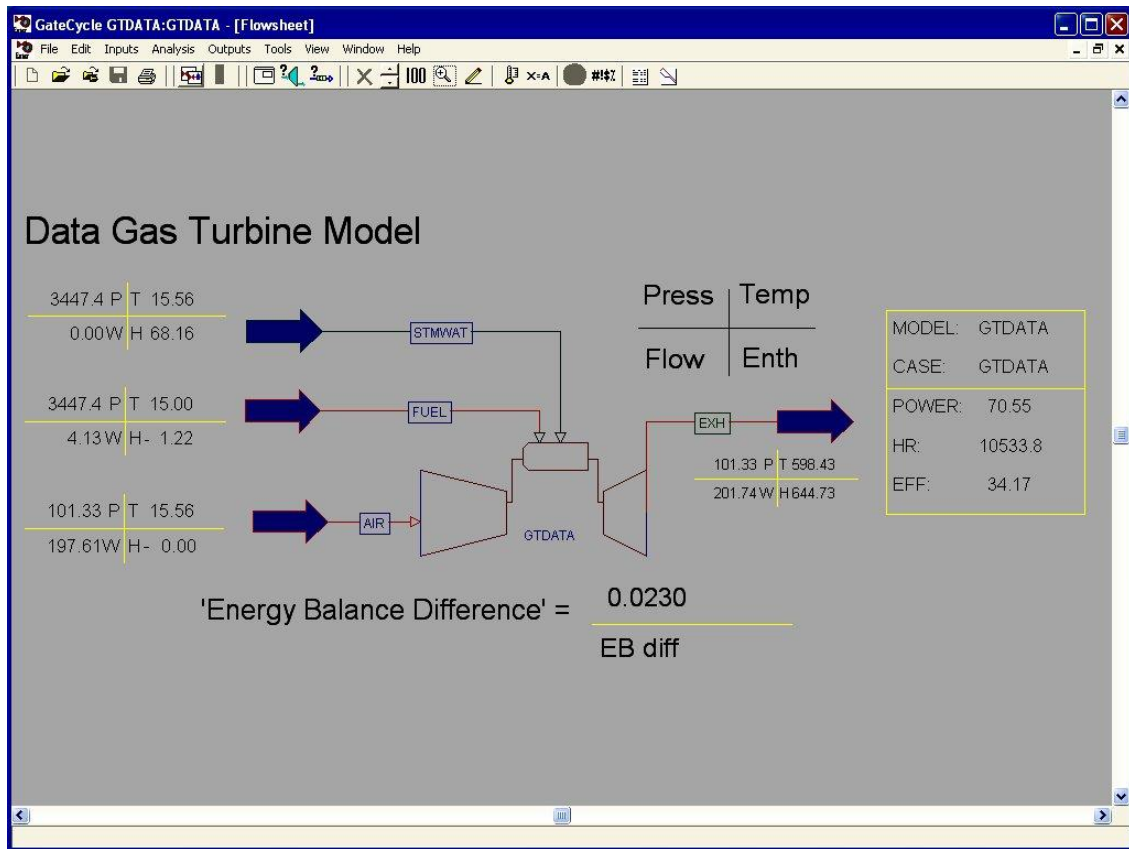 GateCycle GTDATA:GTDATA - [Flowsheet]
File Edit Inputs Analysis Outputs Tools View Window Help
100 X=A #!$%
Data Gas Turbine Model
3447.4 P T 15.56
0.00W H 68.16
STMWAT
3447.4 P T 15.00
4.13 W H- 1.22
FUEL
101.33 P T 15.56
197.61W H- 0.00
AIR
GTDATA
Press Temp
Flow Enth
EXH
101.33 P T 598.43
201.74 W H 644.73
MODEL: GTDATA
CASE: GTDATA
POWER: 70.55
HR: 10533.8
EFF: 34.17
'Energy Balance Difference' = 0.0230
EB diff